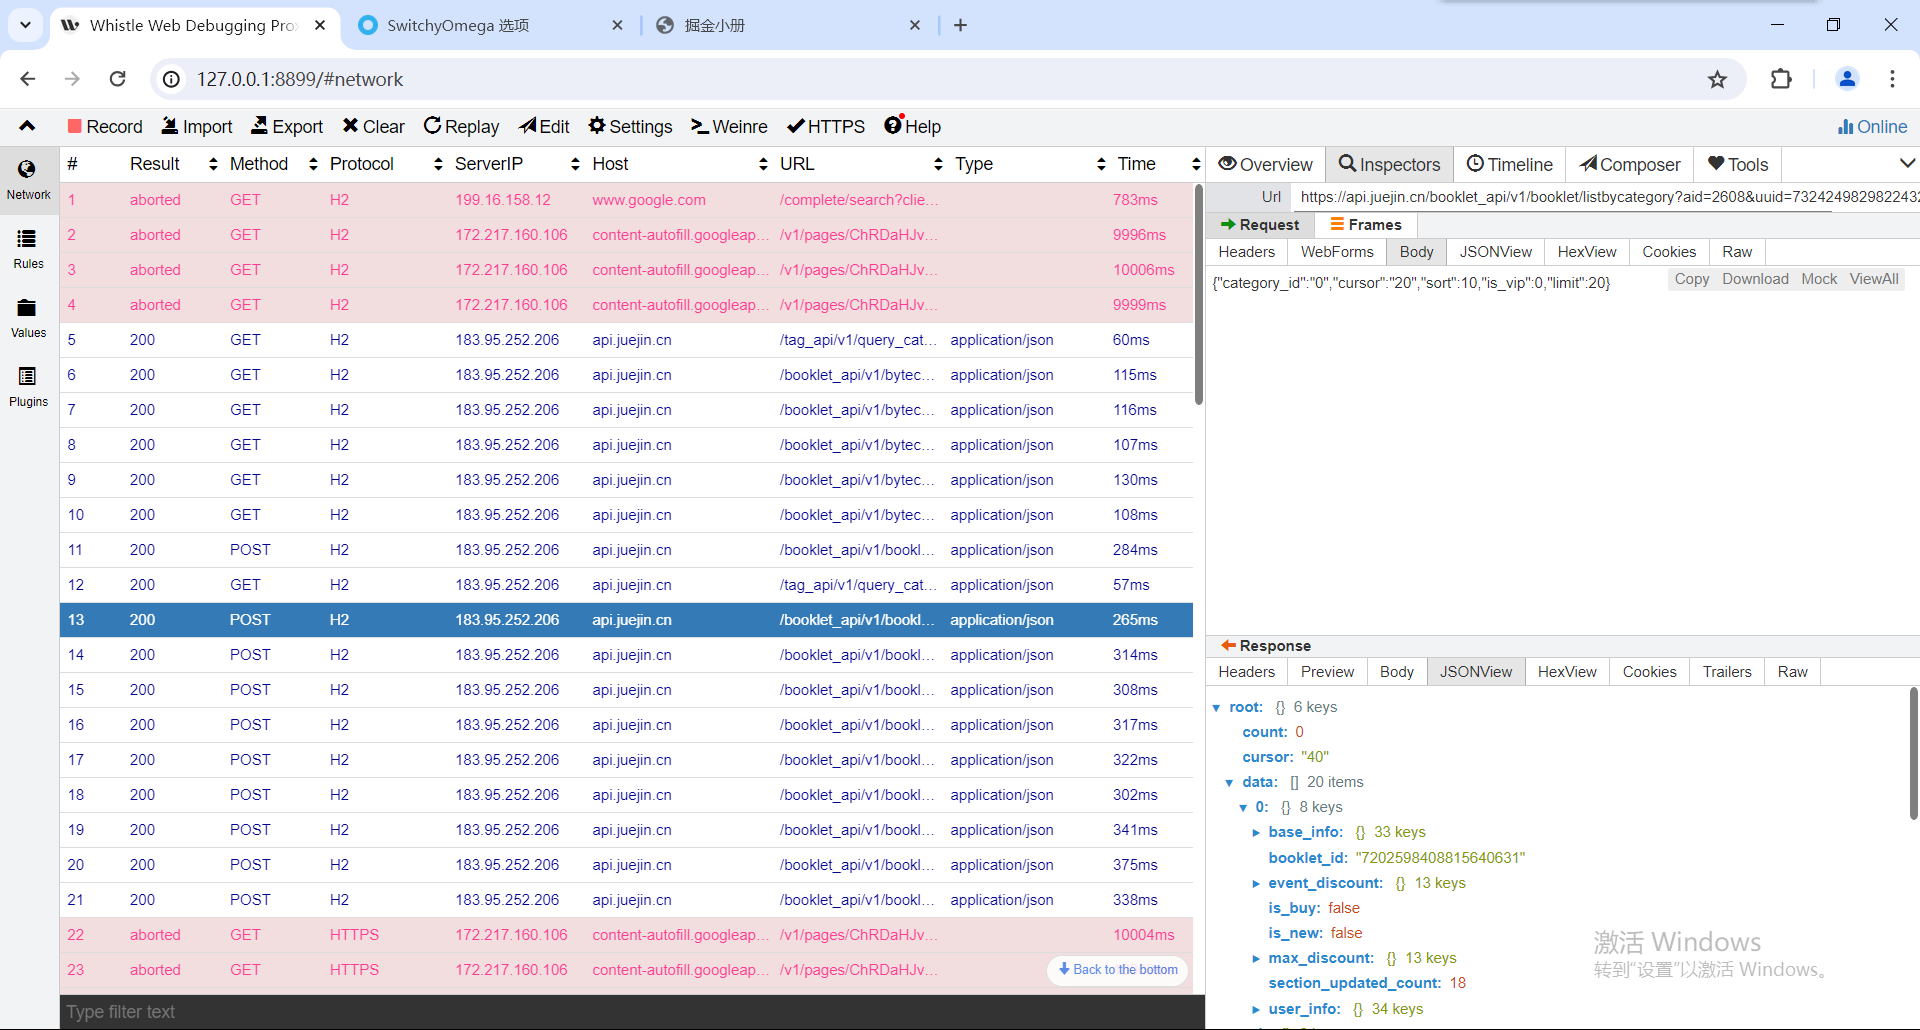 Whistle Web Debugging Pro
SwitchyOmega 选项
掘金小册
127.0.0.1:8899/#network
Record Import Export Clear Replay Edit Settings Weinre HTTPS Help Online
Network
Rules
Values
Plugins
# Result Method Protocol ServerIP Host URL Type Time
1 aborted GET H2 199.16.158.12 www.google.com /complete/search?clie... 783ms
2 aborted GET H2 172.217.160.106 content-autofill.googleap... /v1/pages/ChRDaHJv... 9996ms
3 aborted GET H2 172.217.160.106 content-autofill.googleap... /v1/pages/ChRDaHJv... 10006ms
4 aborted GET H2 172.217.160.106 content-autofill.googleap... /v1/pages/ChRDaHJv... 9999ms
5 200 GET H2 183.95.252.206 api.juejin.cn /tag_api/v1/query_cat... application/json 60ms
6 200 GET H2 183.95.252.206 api.juejin.cn /booklet_api/v1/bytec... application/json 115ms
7 200 GET H2 183.95.252.206 api.juejin.cn /booklet_api/v1/bytec... application/json 116ms
8 200 GET H2 183.95.252.206 api.juejin.cn /booklet_api/v1/bytec... application/json 107ms
9 200 GET H2 183.95.252.206 api.juejin.cn /booklet_api/v1/bytec... application/json 130ms
10 200 GET H2 183.95.252.206 api.juejin.cn /booklet_api/v1/bytec... application/json 108ms
11 200 POST H2 183.95.252.206 api.juejin.cn /booklet_api/v1/bookl... application/json 284ms
12 200 GET H2 183.95.252.206 api.juejin.cn /tag_api/v1/query_cat... application/json 57ms
13 200 POST H2 183.95.252.206 api.juejin.cn /booklet_api/v1/bookl... application/json 265ms
14 200 POST H2 183.95.252.206 api.juejin.cn /booklet_api/v1/bookl... application/json 314ms
15 200 POST H2 183.95.252.206 api.juejin.cn /booklet_api/v1/bookl... application/json 308ms
16 200 POST H2 183.95.252.206 api.juejin.cn /booklet_api/v1/bookl... application/json 317ms
17 200 POST H2 183.95.252.206 api.juejin.cn /booklet_api/v1/bookl... application/json 322ms
18 200 POST H2 183.95.252.206 api.juejin.cn /booklet_api/v1/bookl... application/json 302ms
19 200 POST H2 183.95.252.206 api.juejin.cn /booklet_api/v1/bookl... application/json 341ms
20 200 POST H2 183.95.252.206 api.juejin.cn /booklet_api/v1/bookl... application/json 375ms
21 200 POST H2 183.95.252.206 api.juejin.cn /booklet_api/v1/bookl... application/json 338ms
22 aborted GET HTTPS 172.217.160.106 content-autofill.googleap... /v1/pages/ChRDaHJv... 10004ms
23 aborted GET HTTPS 172.217.160.106 content-autofill.googleap... /v1/pages/ChRDaHJv...
Back to the bottom
Type filter text
Overview Inspectors Timeline Composer Tools
Url https://api.juejin.cn/booklet_api/v1/booklet/listbycategory?aid=2608&uuid=7324249829822432
Request Frames
Headers WebForms Body JSONView HexView Cookies Raw
{"category_id":"0","cursor":"20","sort":10,"is_vip":0,"limit":20}
Copy Download Mock ViewAll
Response
Headers Preview Body JSONView HexView Cookies Trailers Raw
root: {} 6 keys
count: 0
cursor: "40"
data: [] 20 items
0: {} 8 keys
base_info: {} 33 keys
booklet_id: "7202598408815640631"
event_discount: {} 13 keys
is_buy: false
is_new: false
max_discount: {} 13 keys
section_updated_count: 18
user_info: {} 34 keys
激活 Windows
转到“设置”以激活 Windows。